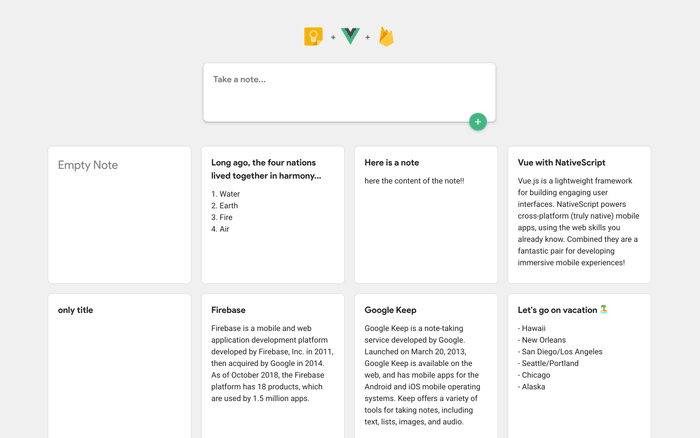 + +
Take a note...
+
Empty Note
Long ago, the four nations
lived together in harmony...
1. Water
2. Earth
3. Fire
4. Air
Here is a note
here the content of the note!!
Vue with NativeScript
Vue.js is a lightweight framework
for building engaging user
interfaces. NativeScript powers
cross-platform (truly native) mobile
apps, using the web skills you
already know. Combined they are a
fantastic pair for developing
immersive mobile experiences!
only title
Firebase
Firebase is a mobile and web
application development platform
developed by Firebase, Inc. in 2011,
then acquired by Google in 2014.
As of October 2018, the Firebase
platform has 18 products, which
are used by 1.5 million apps.
Google Keep
Google Keep is a note-taking
service developed by Google.
Launched on March 20, 2013,
Google Keep is available on the
web, and has mobile apps for the
Android and iOS mobile operating
systems. Keep offers a variety of
tools for taking notes, including
text, lists, images, and audio.
Let's go on vacation 🏝️
- Hawaii
- New Orleans
- San Diego/Los Angeles
- Seattle/Portland
- Chicago
- Alaska